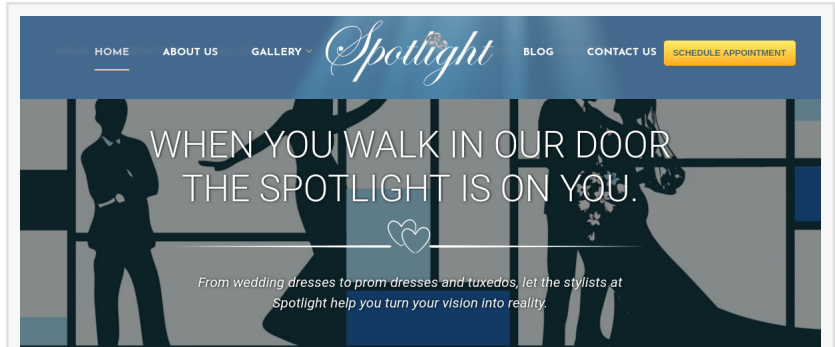 HOME
ABOUT US
GALLERY
Spotlight
BLOG
CONTACT US
SCHEDULE APPOINTMENT
WHEN YOU WALK IN OUR DOOR
THE SPOTLIGHT IS ON YOU.
From wedding dresses to prom dresses and tuxedos, let the stylists at
Spotlight help you turn your vision into reality.